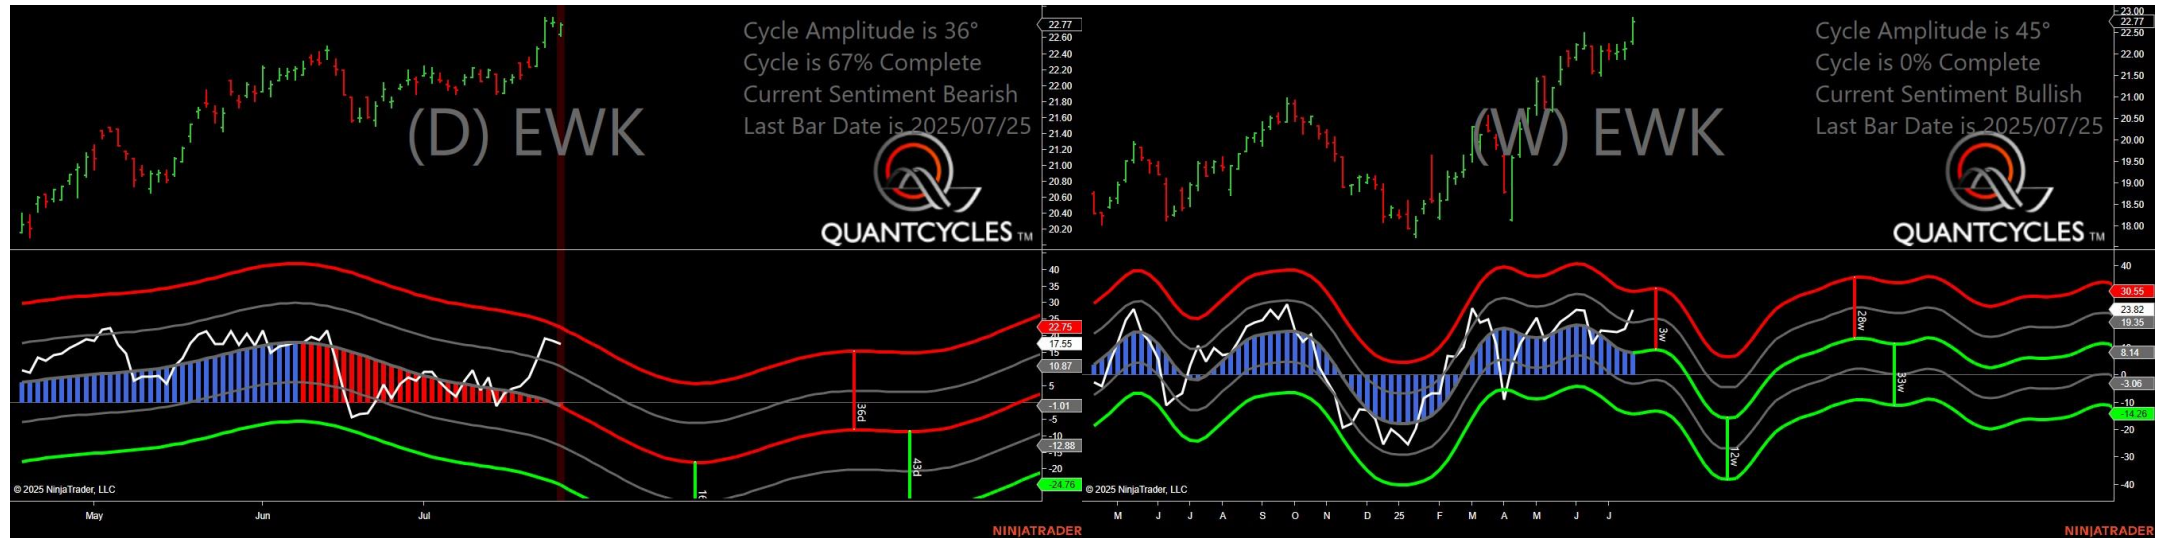 Cycle Amplitude is 36°
Cycle is 67% Complete
Current Sentiment Bearish
Last Bar Date is 2025/07/25
(D) EWK
QUANTCYCLES TM
22.77
22.60
22.40
22.20
22.00
21.80
21.60
21.40
21.20
21.00
20.80
20.60
20.40
20.20
40
35
30
25
22.75
17.55
15
10.87
5
-1.01
-5
-10
-12.88
-15
-20
-24.76
36d
43d
© 2025 NinjaTrader, LLC
May Jun Jul
NINJATRADER
Cycle Amplitude is 45°
Cycle is 0% Complete
Current Sentiment Bullish
Last Bar Date is 2025/07/25
(W) EWK
QUANTCYCLES TM
23.00
22.77
22.50
22.00
21.50
21.00
20.50
20.00
19.50
19.00
18.50
18.00
40
30.55
23.82
19.35
8.14
0
-3.06
-10
-14.26
-20
-30
-40
3w
28w
33w
12w
© 2025 NinjaTrader, LLC
M J J A S O N D 25 F M A M J J
NINJATRADER